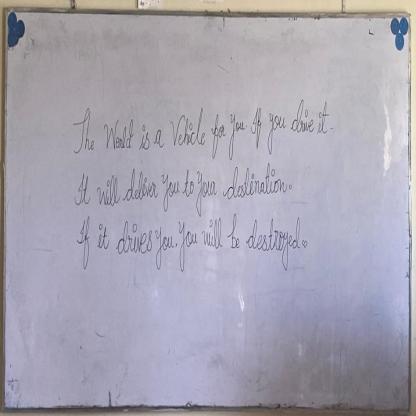 The World is a Vehicle for you If you drive it.
It will deliver You to Your destination.
If it drives You. You will be destroyed.